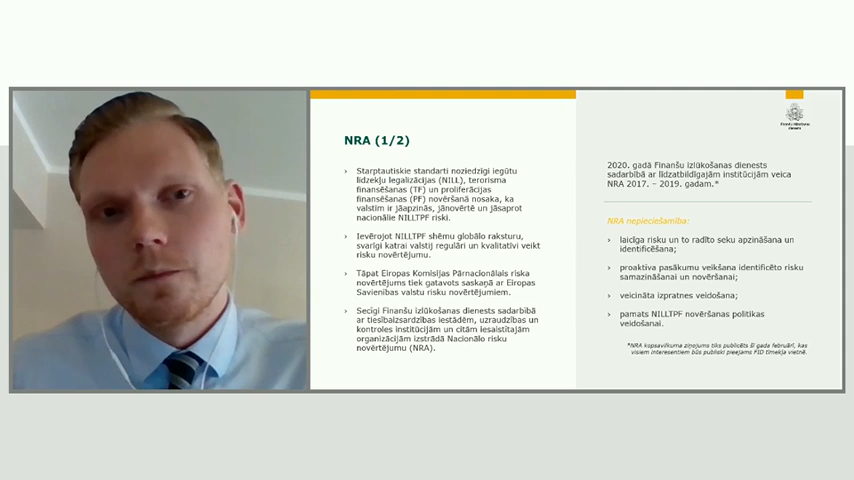 NRA (1/2)
› Starptautiskie standarti noziedzīgi iegūtu
līdzekļu legalizācijas (NILL), terorisma
finansēšanas (TF) un proliferācijas
finansēšanas (PF) novēršanā nosaka, ka
valstīm ir jāapzinās, jānovērtē un jāsaprot
nacionālie NILLTPF riski.
› Ievērojot NILLTPF shēmu globālo raksturu,
svarīgi katrai valstij regulāri un kvalitatīvi veikt
risku novērtējumu.
› Tāpat Eiropas Komisijas Pārnacionālais riska
novērtējums tiek gatavots saskaņā ar Eiropas
Savienības valstu risku novērtējumiem.
› Secīgi Finanšu izlūkošanas dienests sadarbībā
ar tiesībaizsardzības iestādēm, uzraudzības un
kontroles institūcijām un citām iesaistītajām
organizācijām izstrādā Nacionālo risku
novērtējumu (NRA).
Finanšu izlūkošanas
dienests
2020. gadā Finanšu izlūkošanas dienests
sadarbībā ar līdzatbildīgajām institūcijām veica
NRA 2017. – 2019. gadam.*
NRA nepieciešamība:
› laicīga risku un to radīto seku apzināšana un
identificēšana;
› proaktīva pasākumu veikšana identificēto risku
samazināšanai un novēršanai;
› veicināta izpratnes veidošana;
› pamats NILLTPF novēršanas politikas
veidošanai.
*NRA kopsavilkuma ziņojums tiks publicēts šī gada februārī, kas
visiem interesentiem būs publiski pieejams FID tīmekļa vietnē.